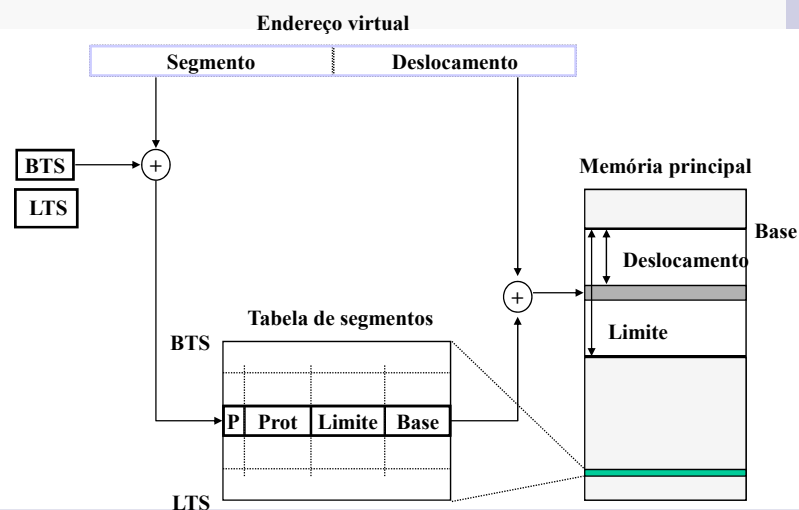 Endereço virtual
Segmento Deslocamento
BTS
LTS
+
Memória principal
Base
Deslocamento
+
Limite
Tabela de segmentos
BTS
P Prot Limite Base
LTS